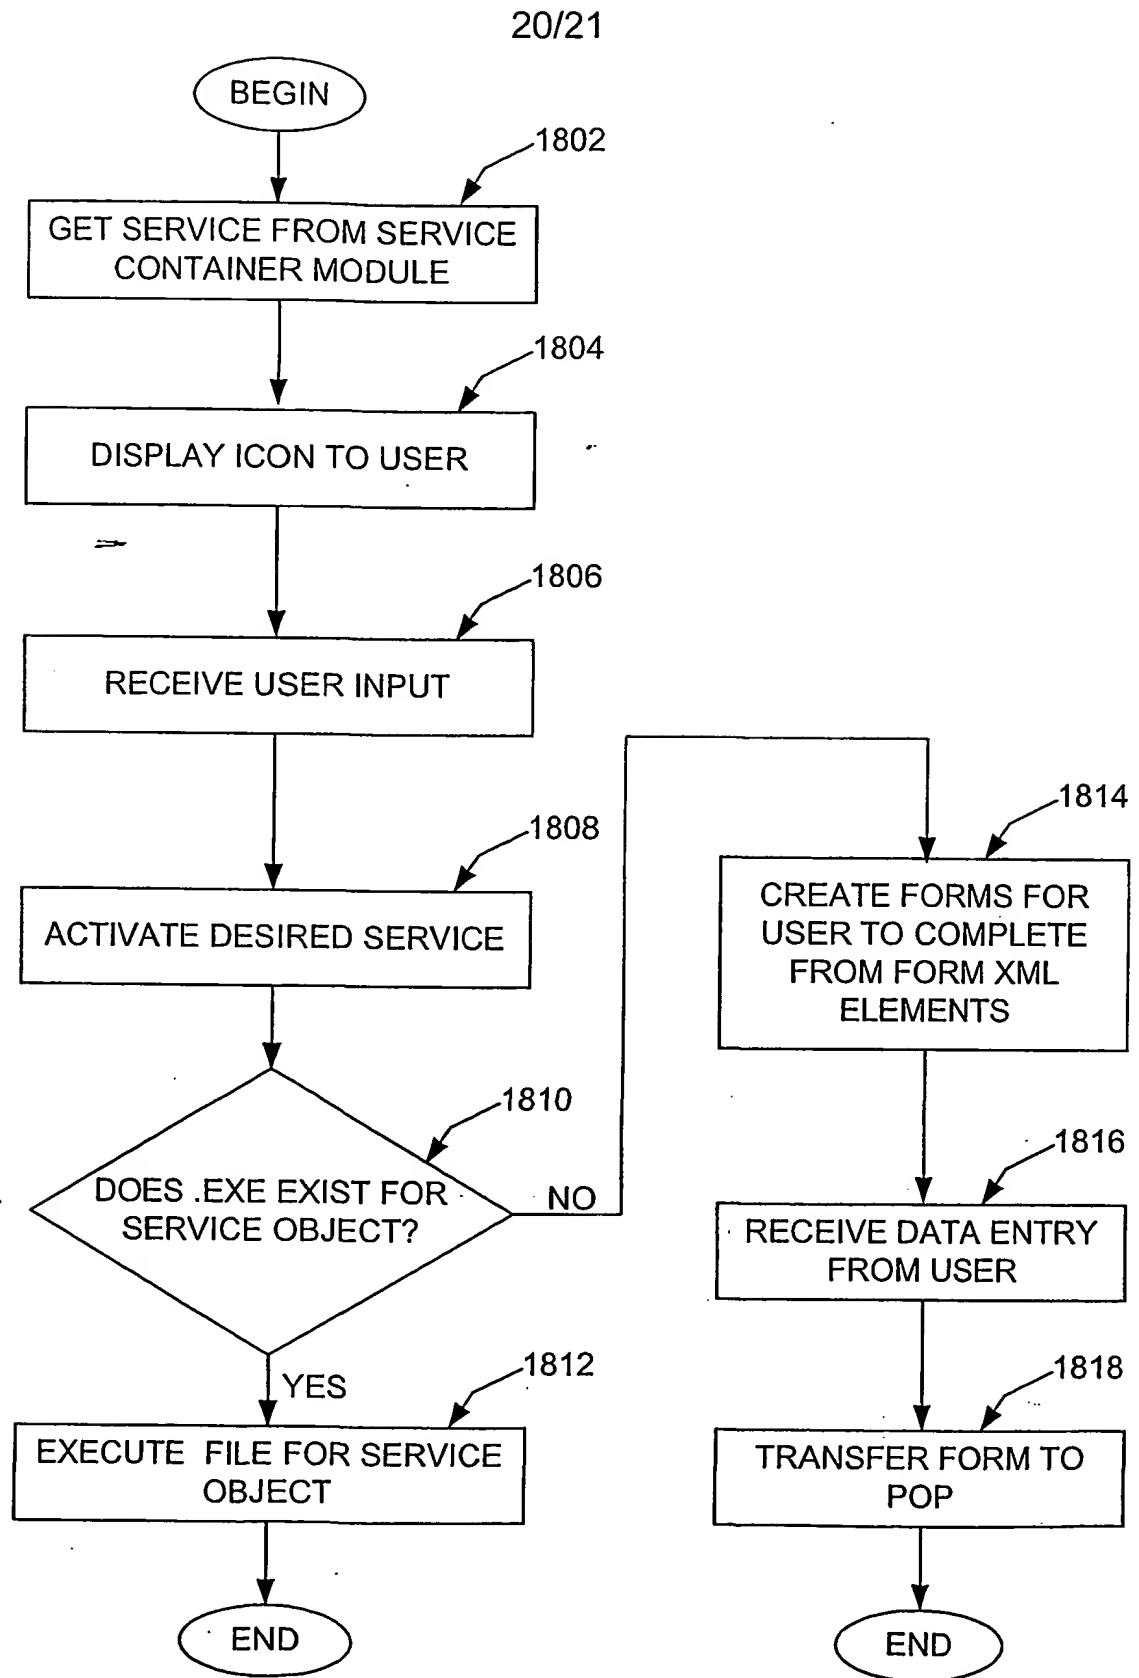 20/21
BEGIN
1802
GET SERVICE FROM SERVICE
CONTAINER MODULE
1804
DISPLAY ICON TO USER
1806
RECEIVE USER INPUT
1808
ACTIVATE DESIRED SERVICE
1810
DOES .EXE EXIST FOR
SERVICE OBJECT?
NO
YES
1812
EXECUTE FILE FOR SERVICE
OBJECT
END
1814
CREATE FORMS FOR
USER TO COMPLETE
FROM FORM XML
ELEMENTS
1816
RECEIVE DATA ENTRY
FROM USER
1818
TRANSFER FORM TO
POP
END